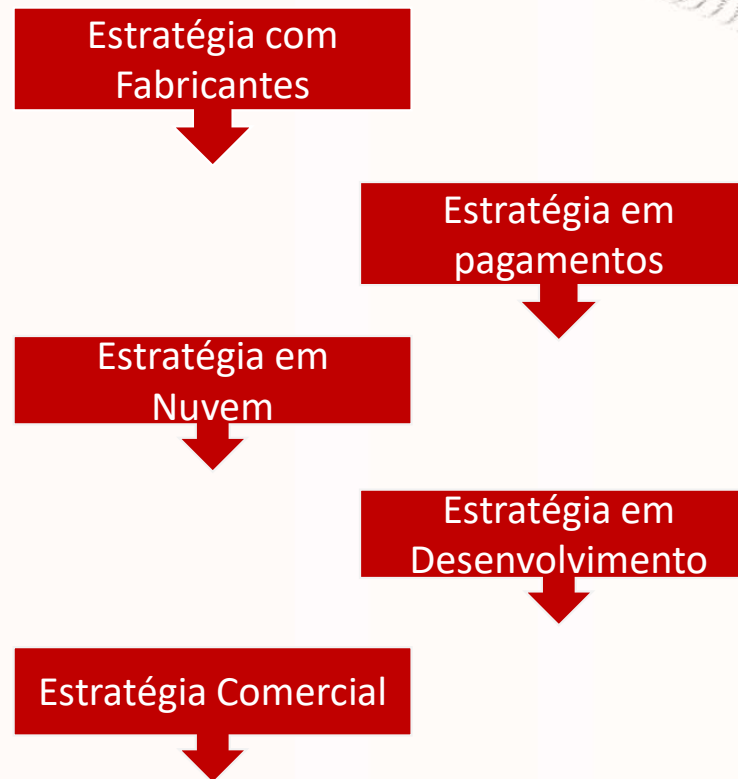 Estratégia com
Fabricantes
Estratégia em
pagamentos
Estratégia em
Nuvem
Estratégia em
Desenvolvimento
Estratégia Comercial